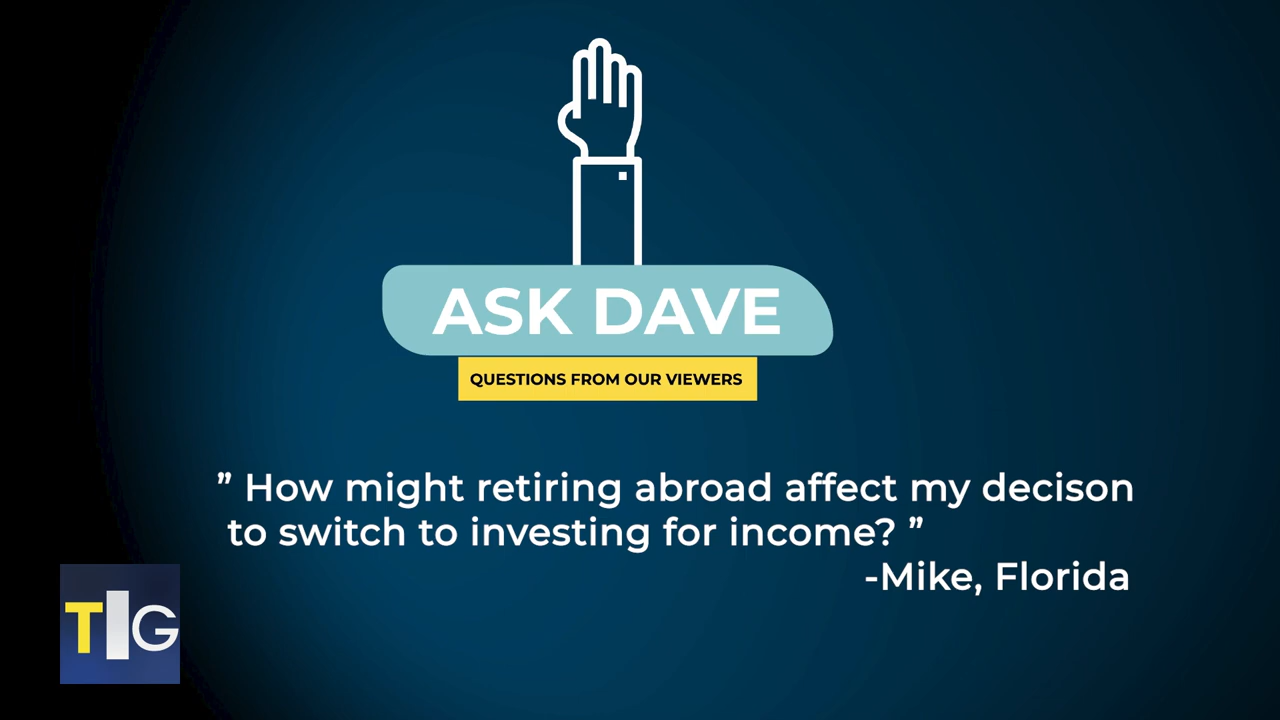 ASK DAVE
QUESTIONS FROM OUR VIEWERS
” How might retiring abroad affect my decison
to switch to investing for income? ”
-Mike, Florida
TIG